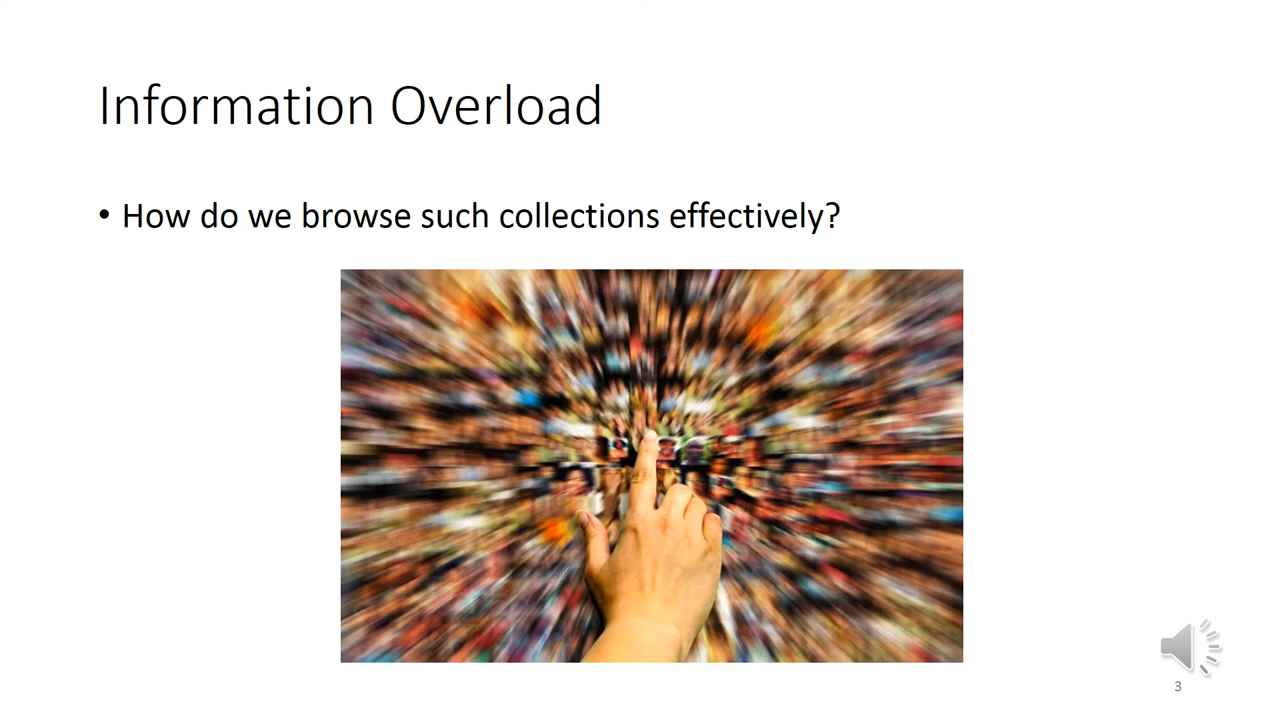 Information Overload
• How do we browse such collections effectively?
3